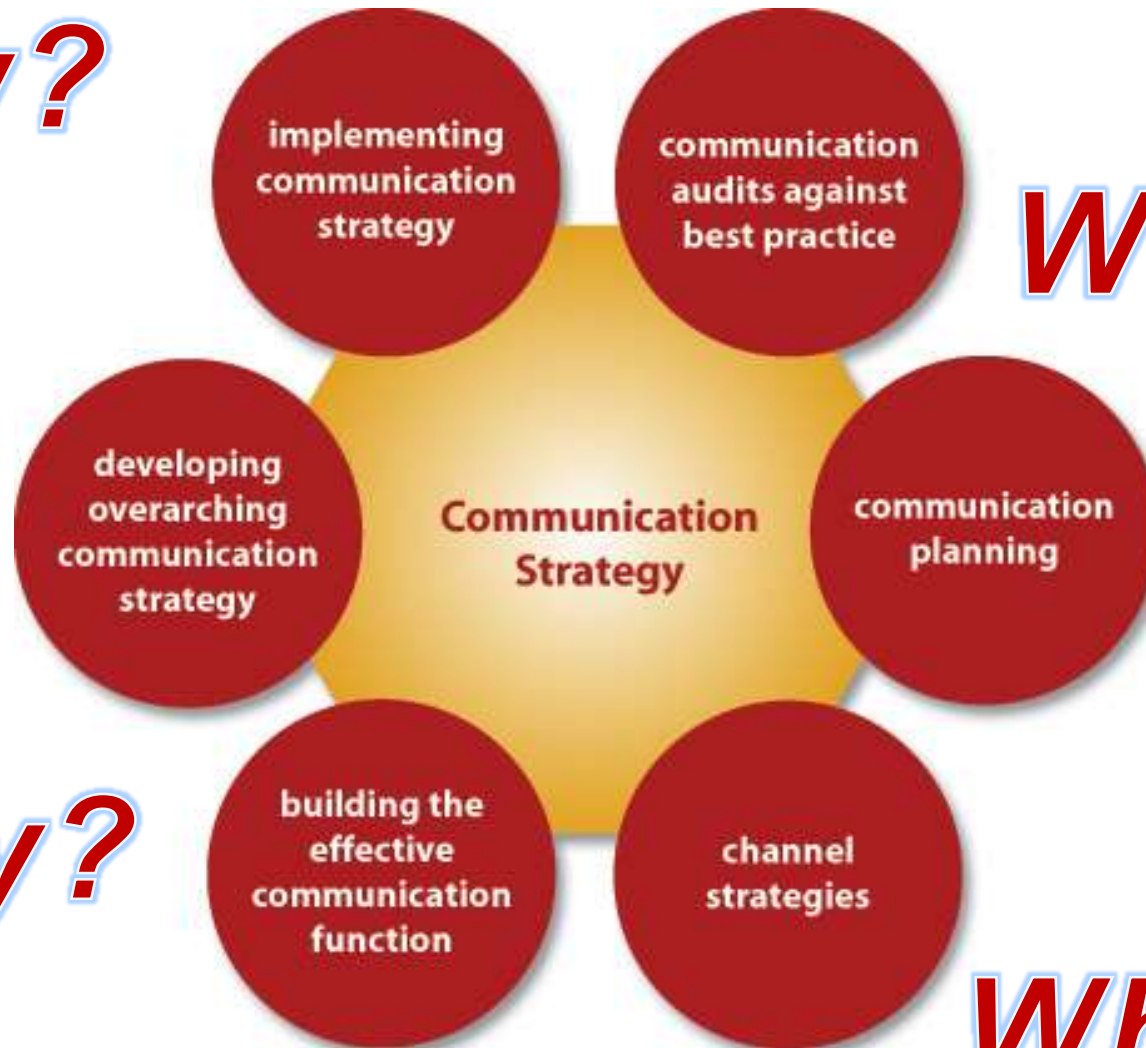 y?
implementing
communication
strategy
communication
audits against
best practice
W
developing
overarching
communication
strategy
Communication
Strategy
communication
planning
y?
building the
effective
communication
function
channel
strategies
Wh